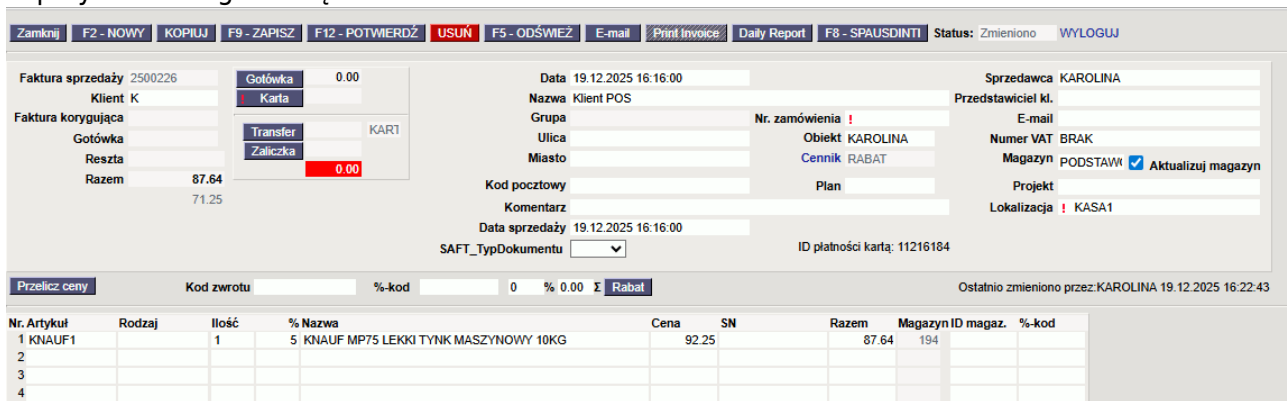 Zamknij F2 - NOWY KOPIUJ F9 - ZAPISZ F12 - POTWIERDŹ USUŃ F5 - ODŚWIEŻ E-mail Print Invoice Daily Report F8 - SPAUSDINTI Status: Zmieniono WYLOGUJ
Faktura sprzedaży 2500226 Gotówka 0.00 Data 19.12.2025 16:16:00 Sprzedawca KAROLINA
Klient K ! Karta Nazwa Klient POS Przedstawiciel kl.
Faktura korygująca Grupa Nr. zamówienia ! E-mail
Gotówka Transfer KART Ulica Obiekt KAROLINA Numer VAT BRAK
Reszta Zaliczka Miasto Cennik RABAT Magazyn PODSTAW Aktualizuj magazyn
0.00
Razem 87.64 Kod pocztowy Plan Projekt
71.25 Komentarz Lokalizacja ! KASA1
Data sprzedaży 19.12.2025 16:16:00
SAFT_TypDokumentu ID płatności kartą: 11216184
Przelicz ceny Kod zwrotu %-kod 0 % 0.00 Σ Rabat Ostatnio zmieniono przez:KAROLINA 19.12.2025 16:22:43
Nr. Artykuł Rodzaj Ilość % Nazwa Cena SN Razem Magazyn ID magaz. %-kod
1 KNAUF1 1 5 KNAUF MP75 LEKKI TYNK MASZYNOWY 10KG 92.25 87.64 194
2
3
4